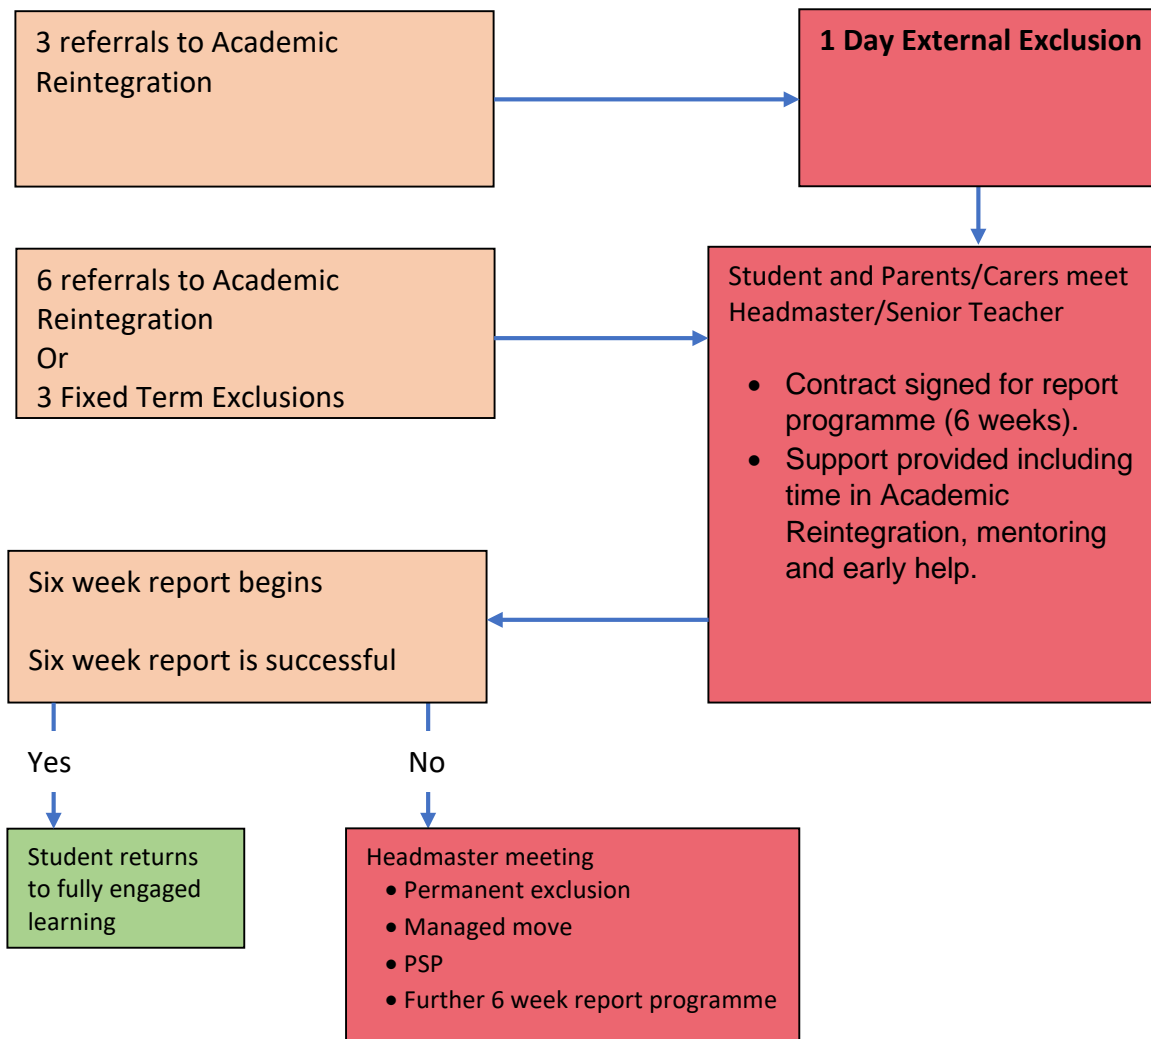 3 referrals to Academic
Reintegration
1 Day External Exclusion
6 referrals to Academic
Reintegration
Or
3 Fixed Term Exclusions
Student and Parents/Carers meet
Headmaster/Senior Teacher
• Contract signed for report
programme (6 weeks).
• Support provided including
time in Academic
Reintegration, mentoring
and early help.
Six week report begins
Six week report is successful
Yes
No
Student returns
to fully engaged
learning
Headmaster meeting
• Permanent exclusion
• Managed move
• PSP
• Further 6 week report programme